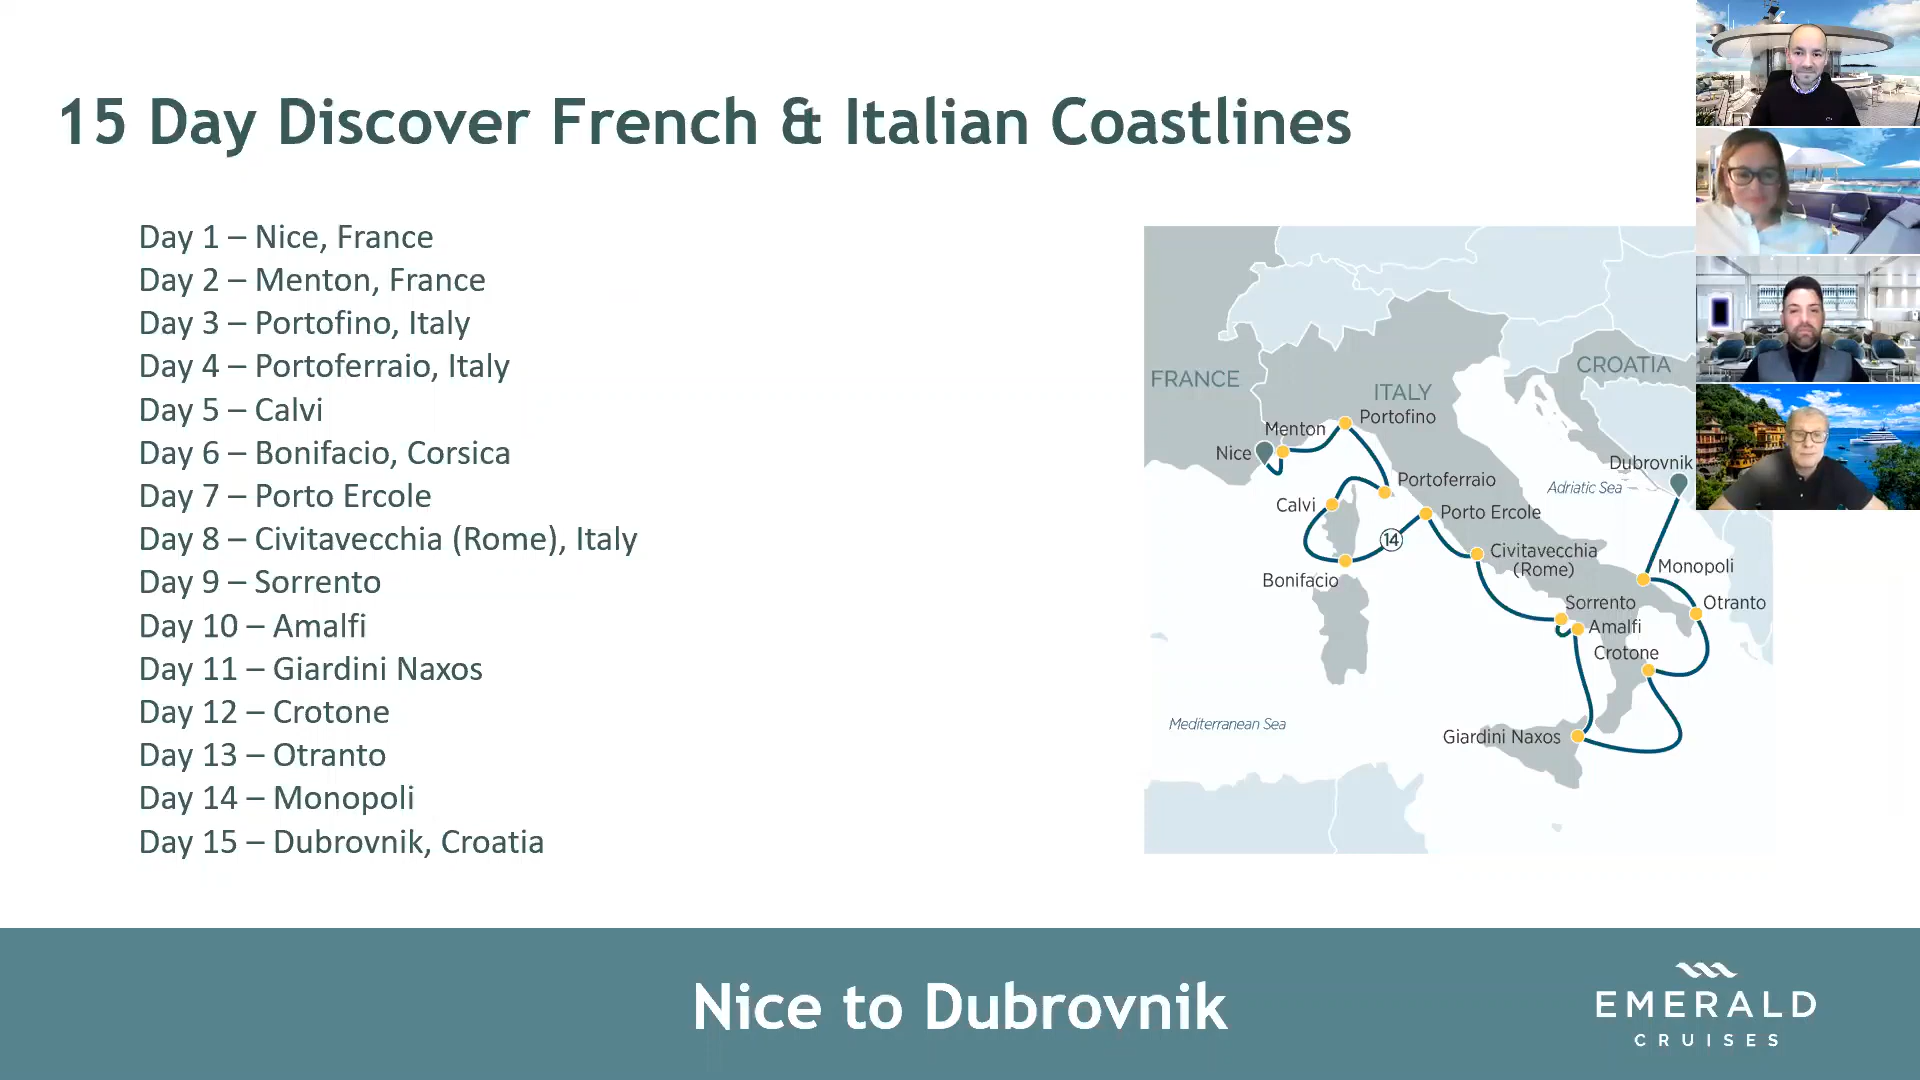 15 Day Discover French & Italian Coastlines
Day 1 – Nice, France
Day 2 – Menton, France
Day 3 – Portofino, Italy
Day 4 – Portoferraio, Italy
Day 5 – Calvi
Day 6 – Bonifacio, Corsica
Day 7 – Porto Ercole
Day 8 – Civitavecchia (Rome), Italy
Day 9 – Sorrento
Day 10 – Amalfi
Day 11 – Giardini Naxos
Day 12 – Crotone
Day 13 – Otranto
Day 14 – Monopoli
Day 15 – Dubrovnik, Croatia
FRANCE
ITALY
CROATIA
Portofino
Menton
Nice
Dubrovnik
Adriatic Sea
Portoferraio
Calvi
Porto Ercole
14
Civitavecchia
(Rome)
Monopoli
Bonifacio
Sorrento
Otranto
Amalfi
Crotone
Mediterranean Sea
Giardini Naxos
Nice to Dubrovnik
EMERALD
CRUISES